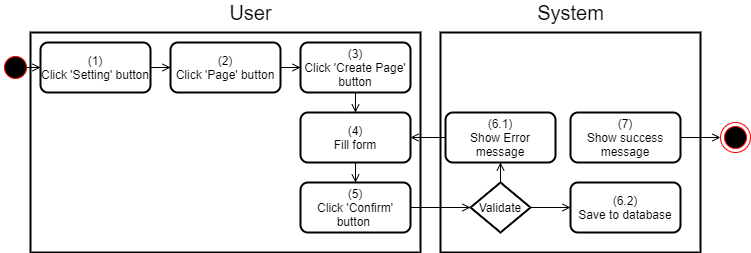 User
System
(1)
Click 'Setting' button
(2)
Click 'Page' button
(3)
Click 'Create Page'
button
(4)
Fill form
(5)
Click 'Confirm'
button
(6.1)
Show Error
message
(7)
Show success
message
Validate
(6.2)
Save to database